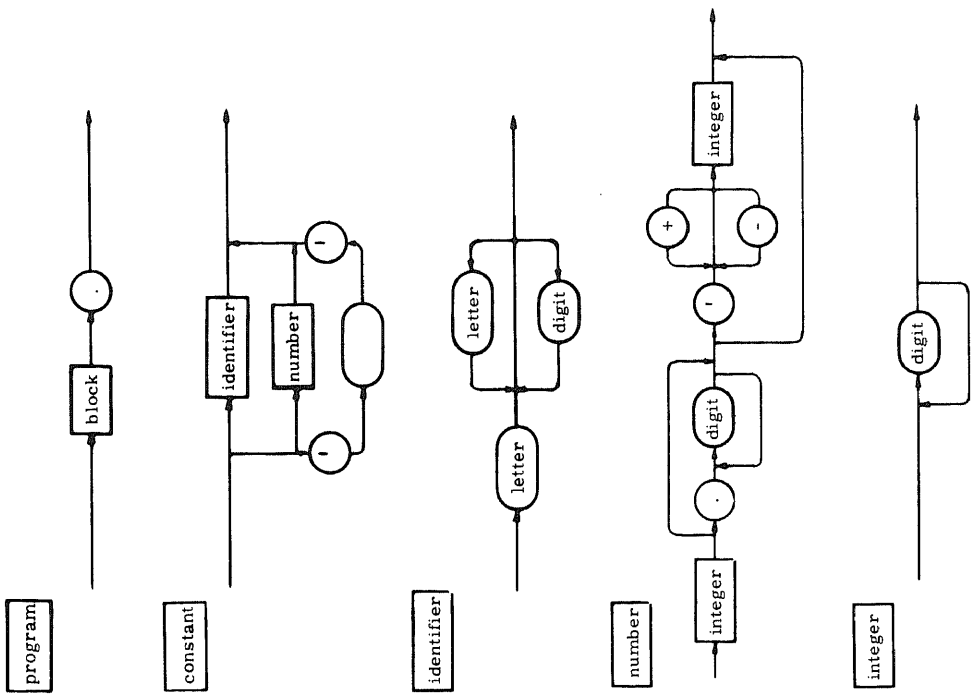 program
block .
constant
identifier
number
' '
identifier
letter letter
digit
number
+
integer . digit ' integer
-
integer
digit